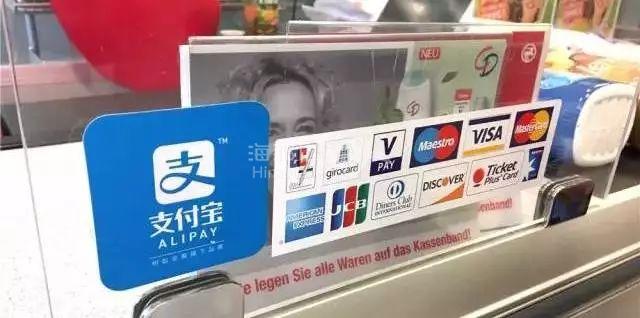 支
TM
支付宝
ALIPAY
NEU
girocard
V PAY
Maestro
VISA
MasterCard
AMERICAN EXPRESS
JCB
Diners Club
INTERNATIONAL
DISCOVER
Ticket
Plus Card
e legen Sie alle Waren auf das Kassenband!